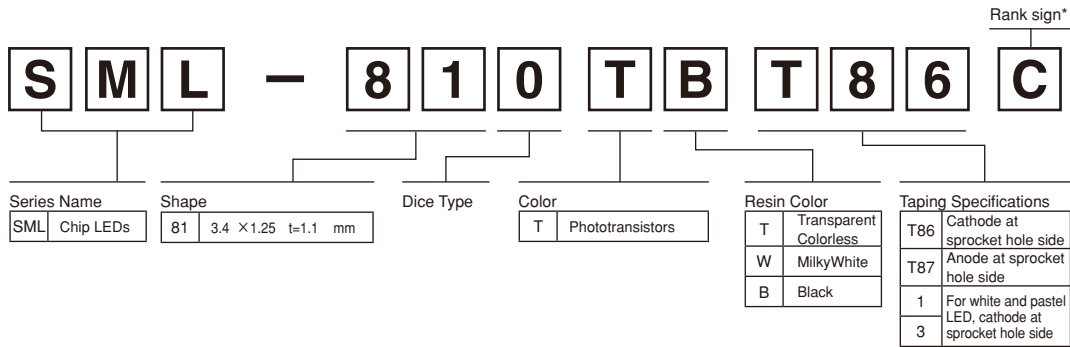 Rank sign*
S M L – 8 1 0 T B T 8 6 C
Series Name
SML Chip LEDs
Shape
81 3.4 ×1.25 t=1.1 mm
Dice Type
Color
T Phototransistors
Resin Color
T Transparent
Colorless
W MilkyWhite
B Black
Taping Specifications
T86 Cathode at
sprocket hole side
T87 Anode at sprocket
hole side
1 For white and pastel
LED, cathode at
3 sprocket hole side